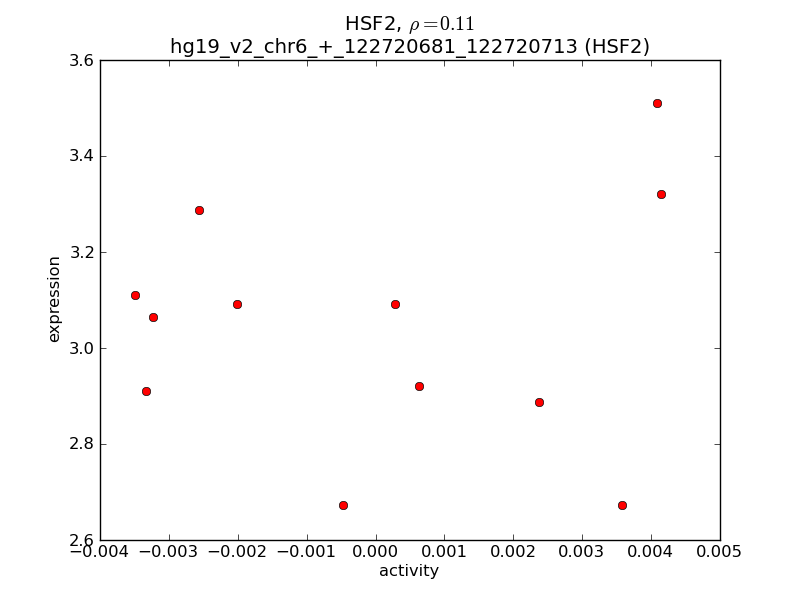 HSF2, ρ=0.11
hg19_v2_chr6_+_122720681_122720713 (HSF2)
3.6
3.4
3.2
3.0
2.8
2.6
expression
−0.004 −0.003 −0.002 −0.001 0.000 0.001 0.002 0.003 0.004 0.005
activity